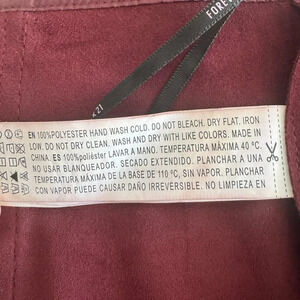 FORE
21
EN 100%POLYESTER HAND WASH COLD. DO NOT BLEACH. DRY FLAT. IRON
LOW. DO NOT DRY CLEAN. WASH AND DRY WITH LIKE COLORS. MADE IN
CHINA: ES 100%poliéster LAVAR A MANO. TEMPERATURA MÁXIMA 40 °C.
NO USAR BLANQUEADOR. SECADO EXTENDIDO. PLANCHAR A UNA
TEMPERATURA MÁXIMA DE LA BASE DE 110 °C, SIN VAPOR. PLANCHAR
CON VAPOR PUEDE CAUSAR DAÑO IRREVERSIBLE. NO LIMPIEZA EN